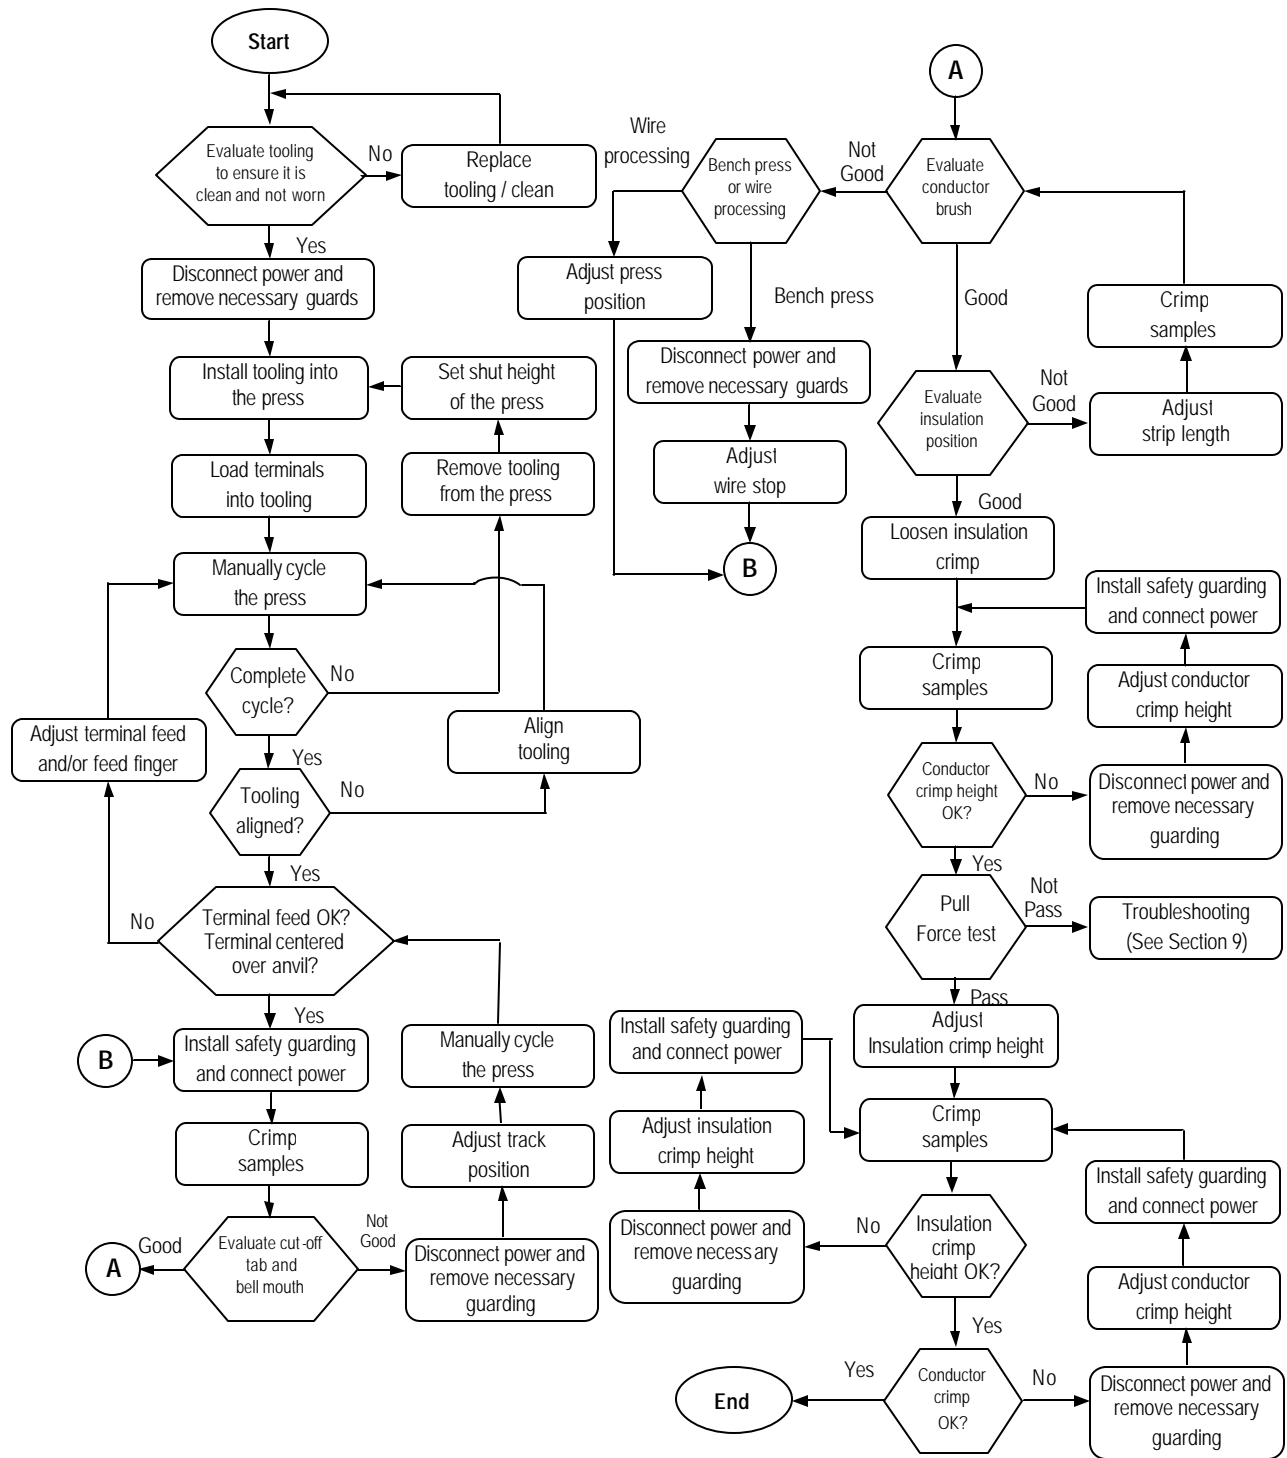 Start
Evaluate tooling
to ensure it is
clean and not worn
No
Replace
tooling / clean
Yes
Disconnect power and
remove necessary guards
Install tooling into
the press
Set shut height
of the press
Load terminals
into tooling
Remove tooling
from the press
Manually cycle
the press
Complete
cycle?
No
Adjust terminal feed
and/or feed finger
Align
tooling
Yes
Tooling
aligned?
No
Yes
Terminal feed OK?
Terminal centered
over anvil?
No
Yes
B
Install safety guarding
and connect power
Manually cycle
the press
Crimp
samples
Adjust track
position
A
Good
Evaluate cut-off
tab and
bell mouth
Not
Good
Disconnect power and
remove necessary
guarding
A
Evaluate
conductor
brush
Not
Good
Bench press
or wire
processing
Wire
processing
Adjust press
position
Bench press
Disconnect power and
remove necessary guards
Adjust
wire stop
B
Good
Crimp
samples
Evaluate
insulation
position
Not
Good
Adjust
strip length
Good
Loosen insulation
crimp
Install safety guarding
and connect power
Crimp
samples
Adjust conductor
crimp height
Conductor
crimp height
OK?
No
Disconnect power and
remove necessary
guarding
Yes
Pull
Force test
Not
Pass
Troubleshooting
(See Section 9)
Pass
Adjust
Insulation crimp height
Install safety guarding
and connect power
Crimp
samples
Adjust insulation
crimp height
Install safety guarding
and connect power
Insulation
crimp
height OK?
No
Disconnect power and
remove necessary
guarding
Adjust conductor
crimp height
Yes
Conductor
crimp
OK?
Yes
End
No
Disconnect power and
remove necessary
guarding